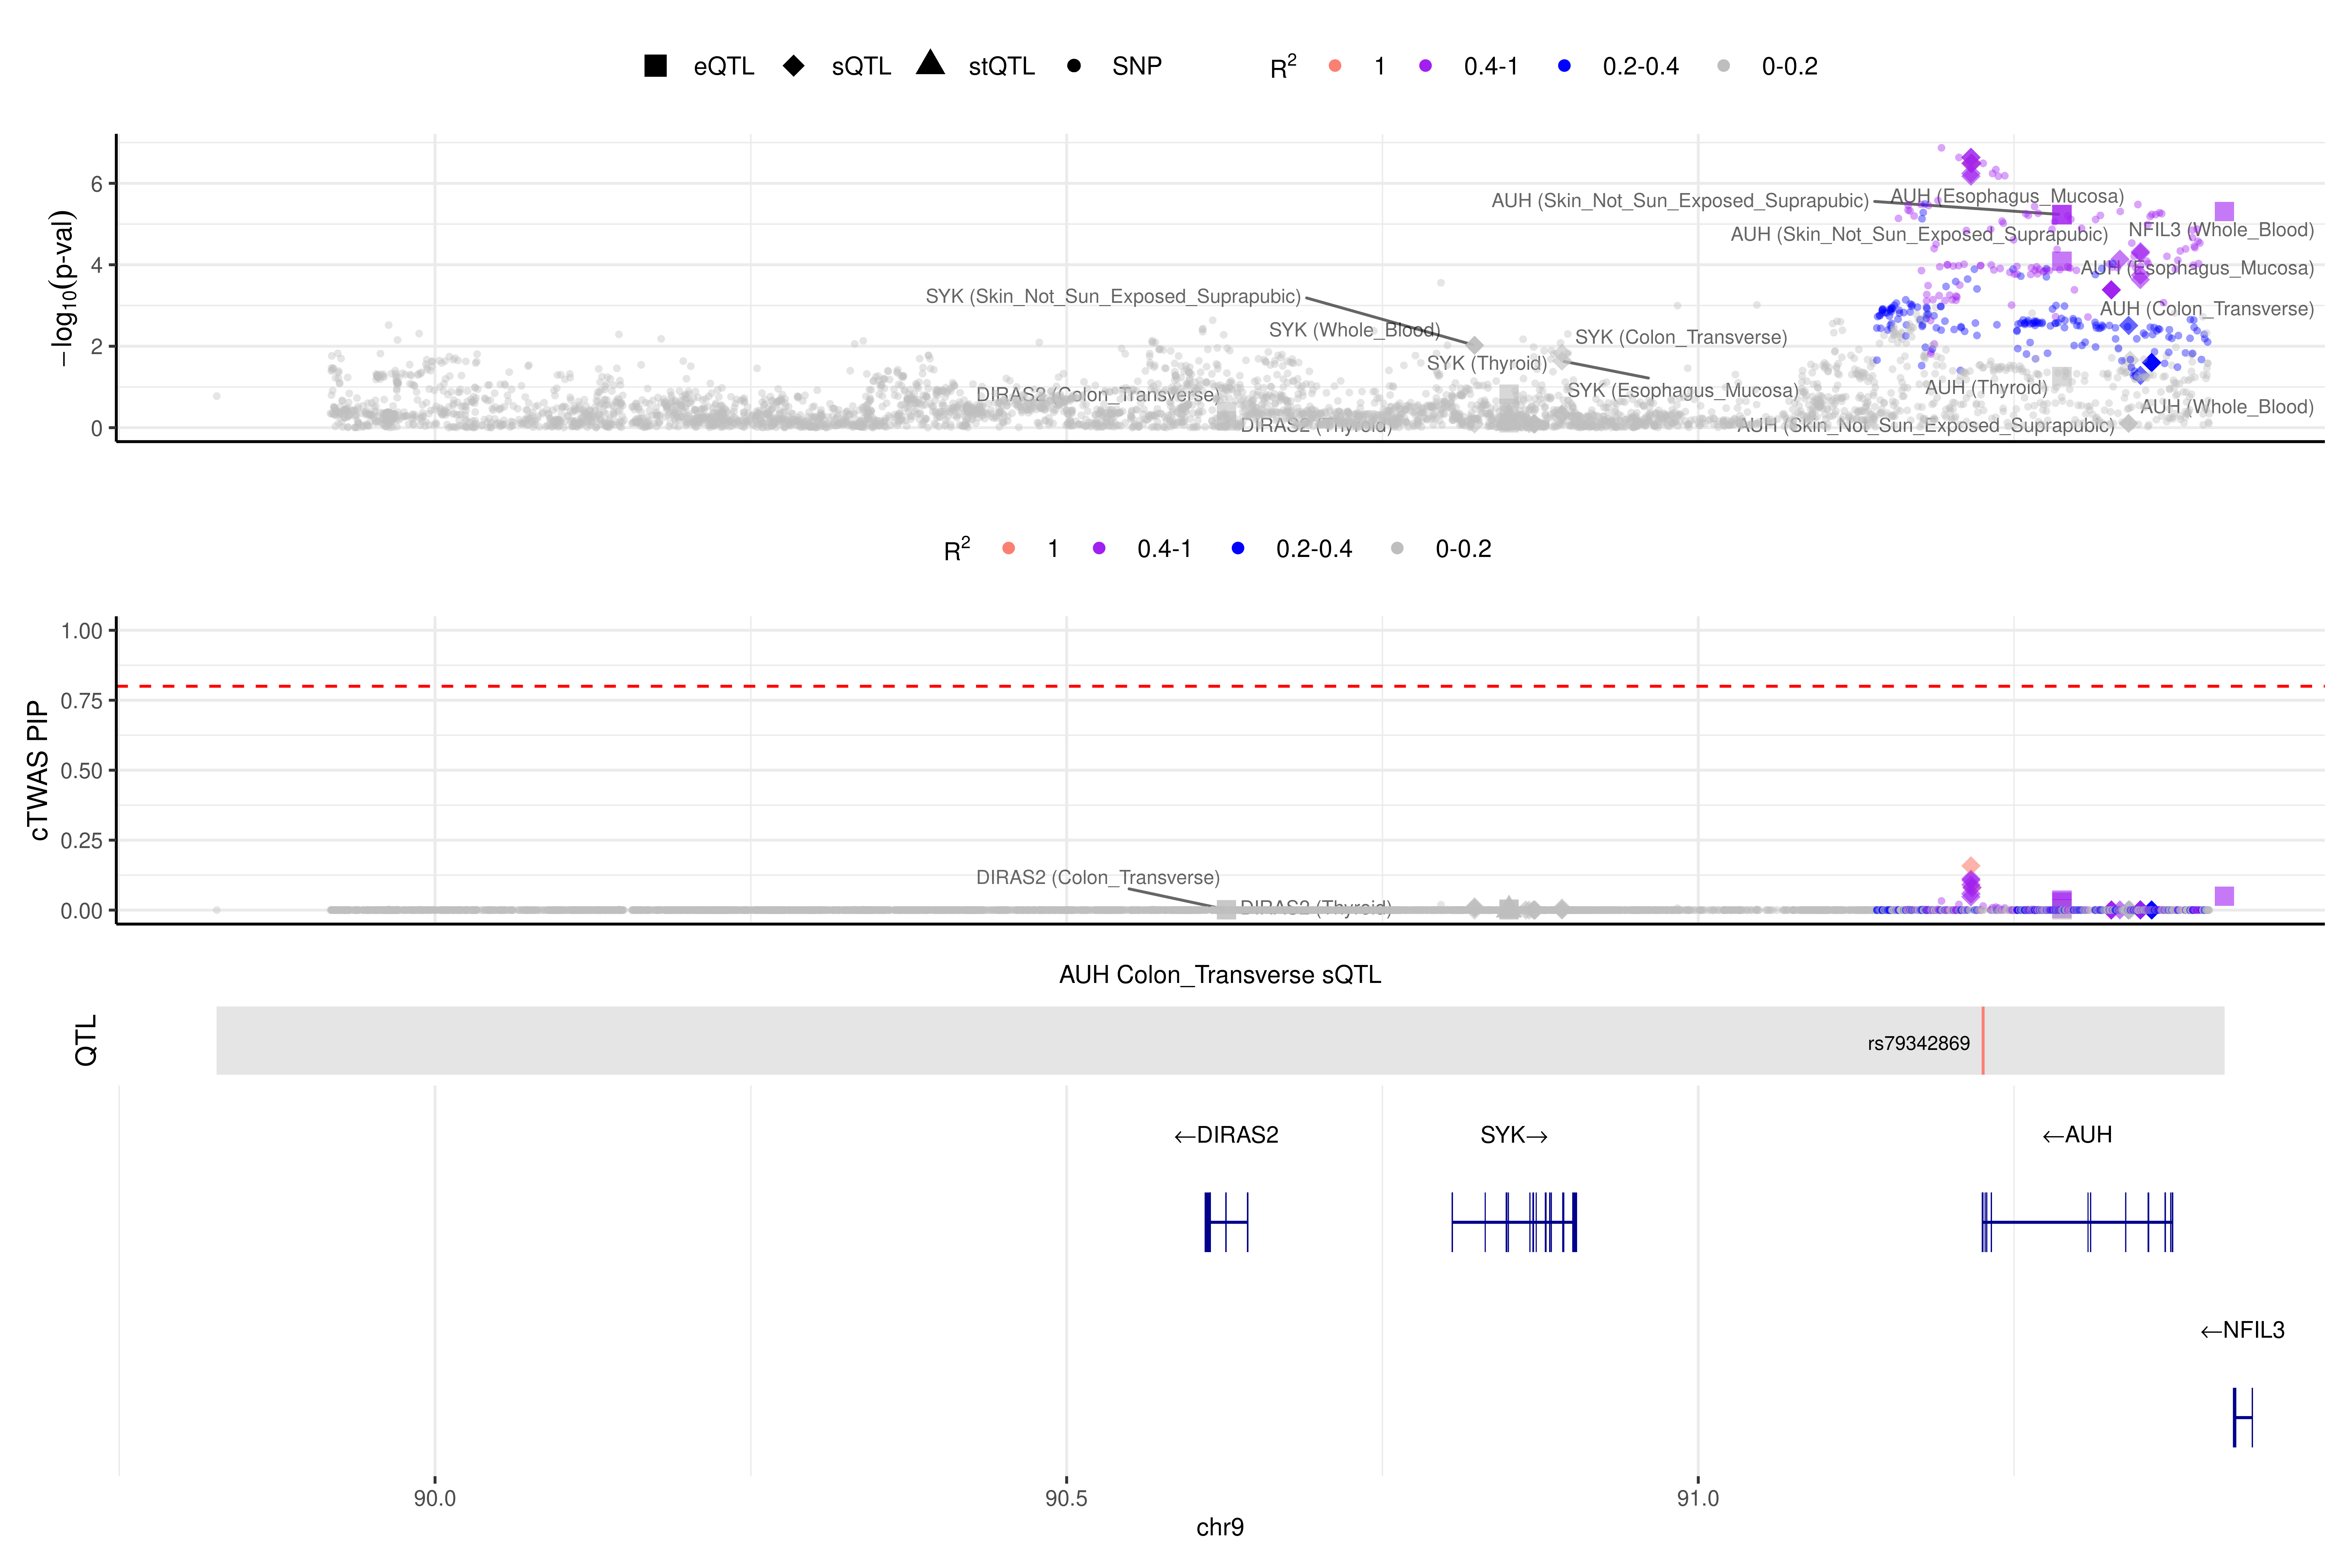 eQTL sQTL stQTL SNP R2 1 0.4-1 0.2-0.4 0-0.2
−log10(p-val)
6
4
2
0
AUH (Esophagus_Mucosa)
AUH (Skin_Not_Sun_Exposed_Suprapubic)
NFIL3 (Whole_Blood)
AUH (Skin_Not_Sun_Exposed_Suprapubic)
AUH (Esophagus_Mucosa)
SYK (Skin_Not_Sun_Exposed_Suprapubic)
AUH (Colon_Transverse)
SYK (Whole_Blood)
SYK (Colon_Transverse)
SYK (Thyroid)
SYK (Esophagus_Mucosa)
AUH (Thyroid)
DIRAS2 (Colon_Transverse)
AUH (Whole_Blood)
DIRAS2 (Thyroid)
AUH (Skin_Not_Sun_Exposed_Suprapubic)
R2 1 0.4-1 0.2-0.4 0-0.2
cTWAS PIP
1.00
0.75
0.50
0.25
0.00
DIRAS2 (Colon_Transverse)
DIRAS2 (Thyroid)
AUH Colon_Transverse sQTL
QTL
rs79342869
←DIRAS2 SYK→ ←AUH
←NFIL3
90.0 90.5 91.0
chr9